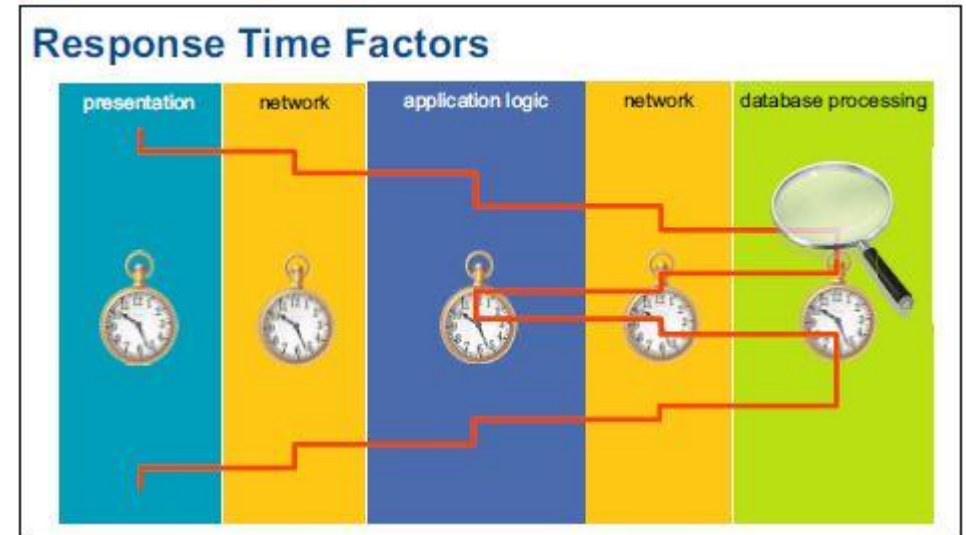 Response Time Factors
presentation network application logic network database processing